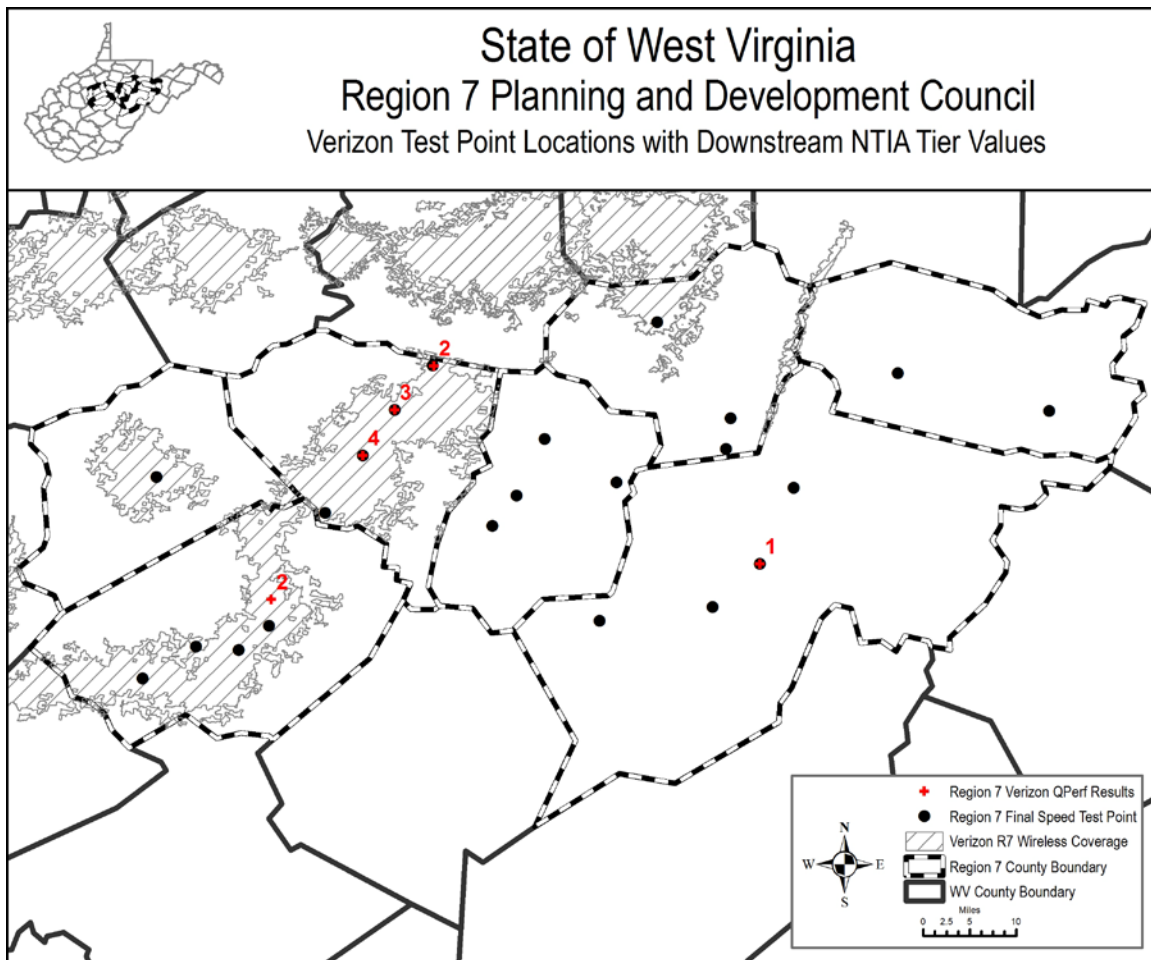 State of West Virginia
Region 7 Planning and Development Council
Verizon Test Point Locations with Downstream NTIA Tier Values
2
3
4
1
2
Region 7 Verizon QPerf Results
Region 7 Final Speed Test Point
Verizon R7 Wireless Coverage
Region 7 County Boundary
WV County Boundary
N
W E
S
Miles
0 2.5 5 10